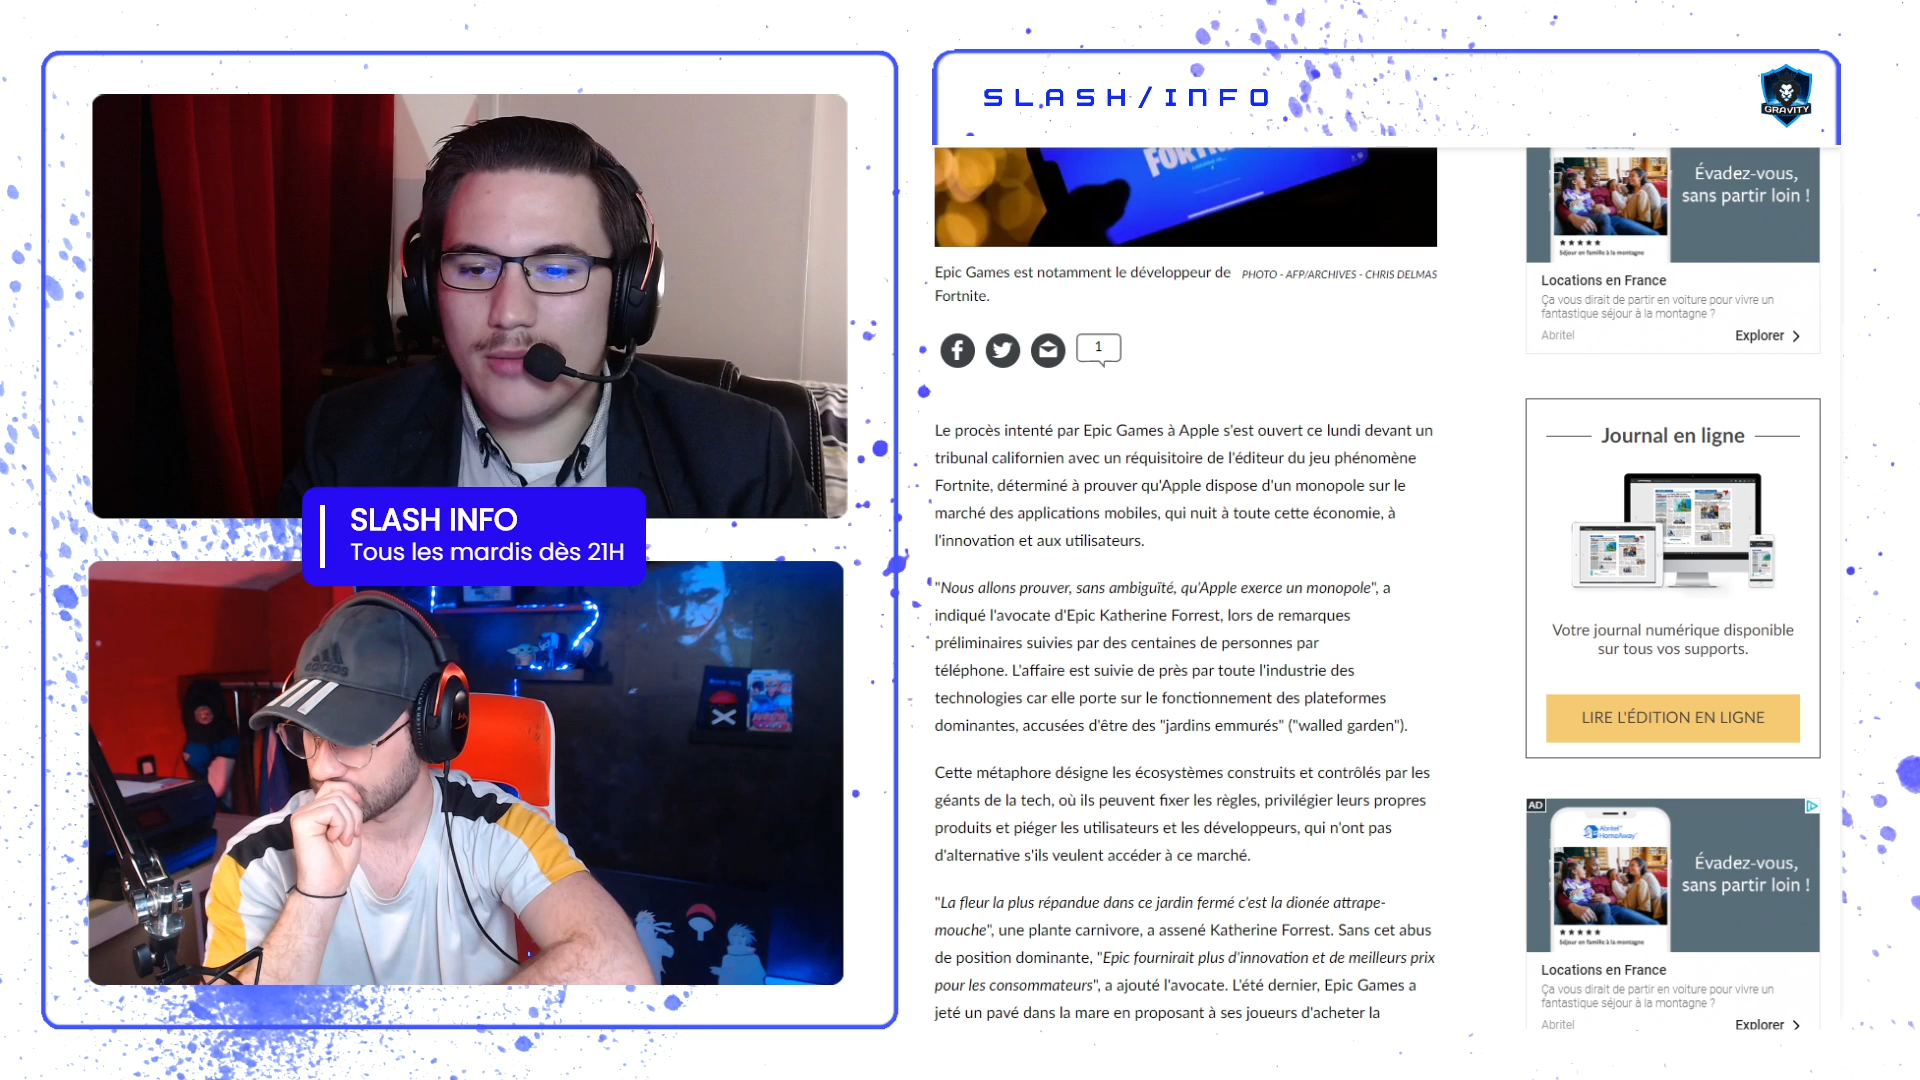 SLASH/INFO
GRAVITY
SLASH INFO
Tous les mardis dès 21H
adidas
Epic Games est notamment le développeur de
Fortnite.
PHOTO - AFP/ARCHIVES - CHRIS DELMAS
1
Le procès intenté par Epic Games à Apple s'est ouvert ce lundi devant un
tribunal californien avec un réquisitoire de l'éditeur du jeu phénomène
Fortnite, déterminé à prouver qu'Apple dispose d'un monopole sur le
marché des applications mobiles, qui nuit à toute cette économie, à
l'innovation et aux utilisateurs.
"Nous allons prouver, sans ambiguïté, qu'Apple exerce un monopole", a
indiqué l'avocate d'Epic Katherine Forrest, lors de remarques
préliminaires suivies par des centaines de personnes par
téléphone. L'affaire est suivie de près par toute l'industrie des
technologies car elle porte sur le fonctionnement des plateformes
dominantes, accusées d'être des "jardins emmurés" ("walled garden").
Cette métaphore désigne les écosystèmes construits et contrôlés par les
géants de la tech, où ils peuvent fixer les règles, privilégier leurs propres
produits et piéger les utilisateurs et les développeurs, qui n'ont pas
d'alternative s'ils veulent accéder à ce marché.
"La fleur la plus répandue dans ce jardin fermé c'est la dionée attrape-
mouche", une plante carnivore, a assené Katherine Forrest. Sans cet abus
de position dominante, "Epic fournirait plus d'innovation et de meilleurs prix
pour les consommateurs", a ajouté l'avocate. L'été dernier, Epic Games a
jeté un pavé dans la mare en proposant à ses joueurs d'acheter la
Évadez-vous,
sans partir loin !
Séjour en famille à la montagne
Locations en France
Ça vous dirait de partir en voiture pour vivre un
fantastique séjour à la montagne ?
Abritel
Explorer
Journal en ligne
Votre journal numérique disponible
sur tous vos supports.
LIRE L'ÉDITION EN LIGNE
AD
Abritel
HomeAway
Évadez-vous,
sans partir loin !
Séjour en famille à la montagne
Locations en France
Ça vous dirait de partir en voiture pour vivre un
fantastique séjour à la montagne ?
Abritel
Explorer